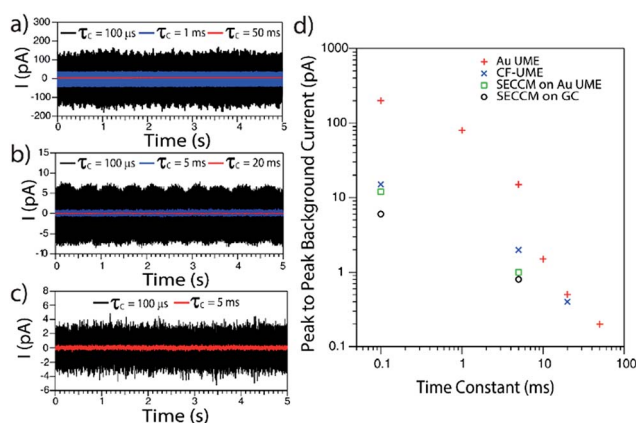 a)
τc = 100 μs τc = 1 ms τc = 50 ms
300
200
100
0
-100
-200
I (pA)
0 1 2 3 4 5
Time (s)
b)
τc = 100 μs τc = 5 ms τc = 20 ms
15
10
5
0
-5
-10
I (pA)
0 1 2 3 4 5
Time (s)
c)
τc = 100 μs τc = 5 ms
8
6
4
2
0
-2
-4
-6
I (pA)
0 1 2 3 4 5
Time (s)
d)
Au UME
CF-UME
SECCM on Au UME
SECCM on GC
1000
100
10
1
0.1
Peak to Peak Background Current (pA)
0.1 1 10 100
Time Constant (ms)